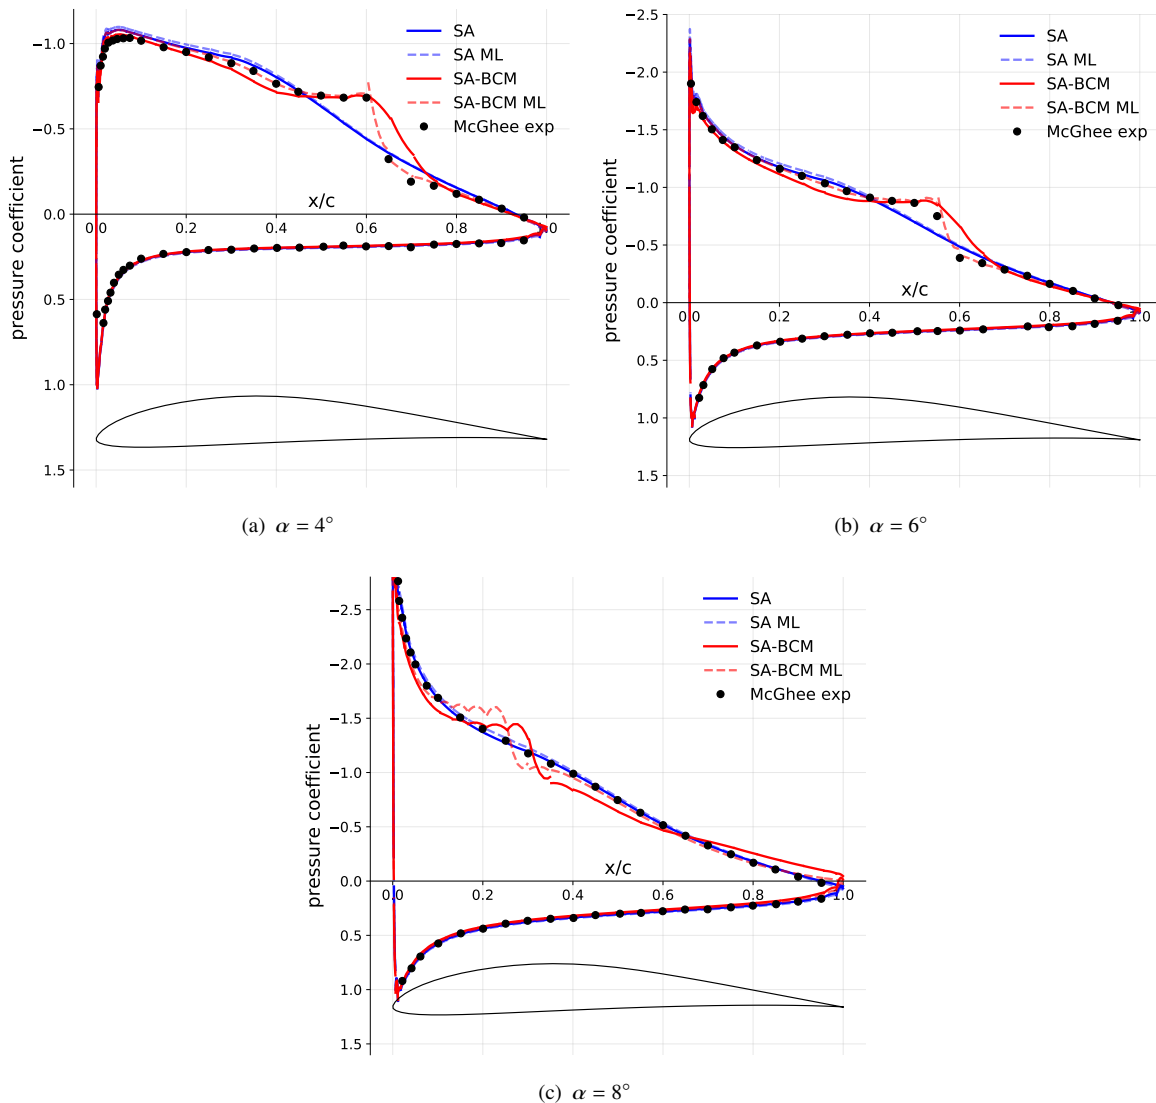 −1.0
−0.5
0.0
0.5
1.0
1.5
pressure coefficient
x/c
0.0 0.2 0.4 0.6 0.8 1.0
SA
SA ML
SA-BCM
SA-BCM ML
McGhee exp
(a) α = 4°
−2.5
−2.0
−1.5
−1.0
−0.5
0.0
0.5
1.0
1.5
pressure coefficient
x/c
0.0 0.2 0.4 0.6 0.8 1.0
SA
SA ML
SA-BCM
SA-BCM ML
McGhee exp
(b) α = 6°
−2.5
−2.0
−1.5
−1.0
−0.5
0.0
0.5
1.0
1.5
pressure coefficient
x/c
0.0 0.2 0.4 0.6 0.8 1.0
SA
SA ML
SA-BCM
SA-BCM ML
McGhee exp
(c) α = 8°